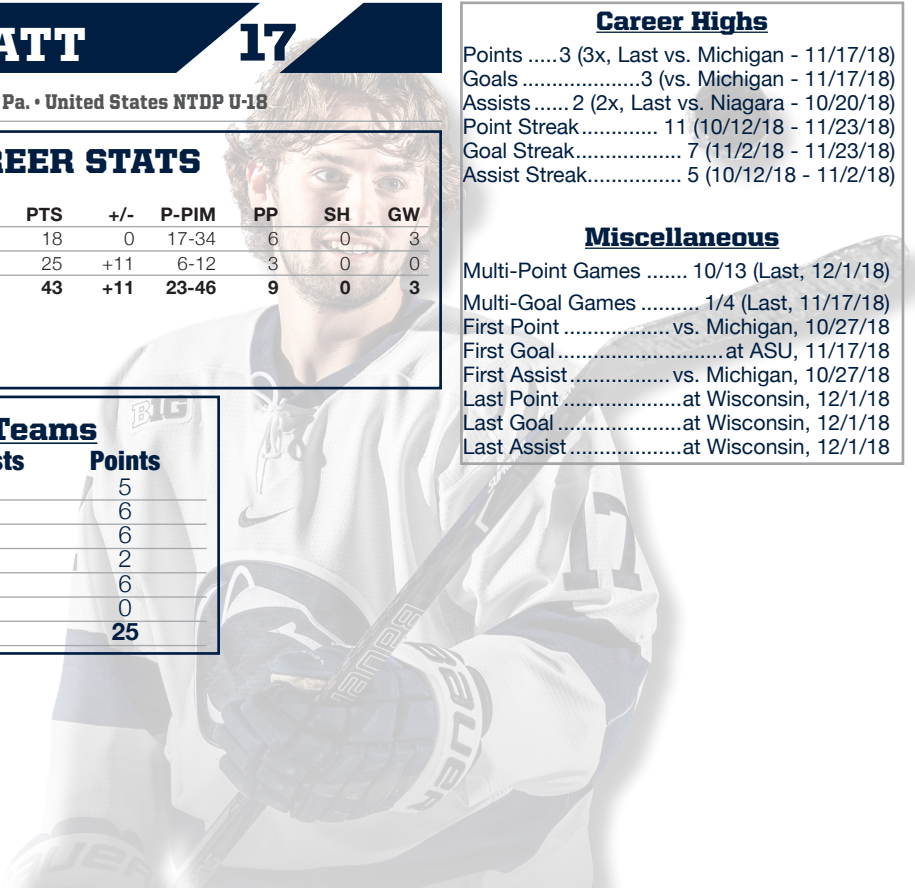 ATT 17
Pa. • United States NTDP U-18
REER STATS
PTS +/- P-PIM PP SH GW
18 0 17-34 6 0 3
25 +11 6-12 3 0 0
43 +11 23-46 9 0 3
Teams
sts Points
5
6
6
2
6
0
25
Career Highs
Points .....3 (3x, Last vs. Michigan - 11/17/18)
Goals ...................3 (vs. Michigan - 11/17/18)
Assists...... 2 (2x, Last vs. Niagara - 10/20/18)
Point Streak............. 11 (10/12/18 - 11/23/18)
Goal Streak.................. 7 (11/2/18 - 11/23/18)
Assist Streak................ 5 (10/12/18 - 11/2/18)
Miscellaneous
Multi-Point Games ....... 10/13 (Last, 12/1/18)
Multi-Goal Games .......... 1/4 (Last, 11/17/18)
First Point ..................vs. Michigan, 10/27/18
First Goal............................at ASU, 11/17/18
First Assist.................vs. Michigan, 10/27/18
Last Point ....................at Wisconsin, 12/1/18
Last Goal .....................at Wisconsin, 12/1/18
Last Assist...................at Wisconsin, 12/1/18
B1G
17
BAUER
BAUER
BAUER